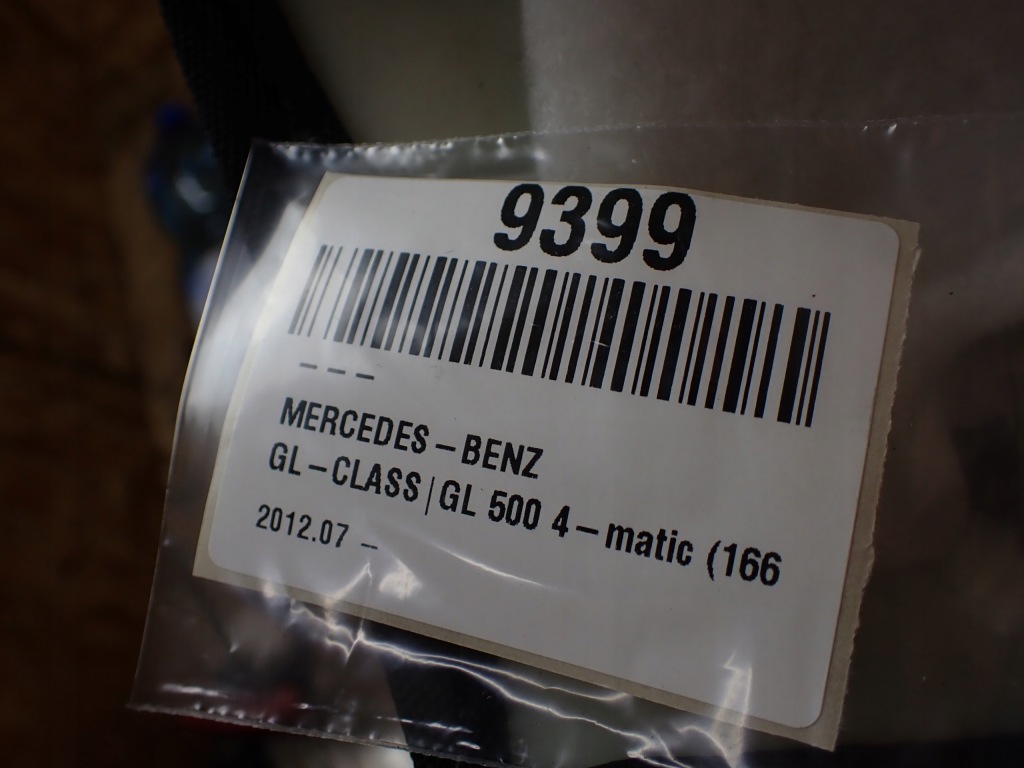 9399
---
MERCEDES-BENZ
GL-CLASS|GL 500 4-matic (166
2012.07 -